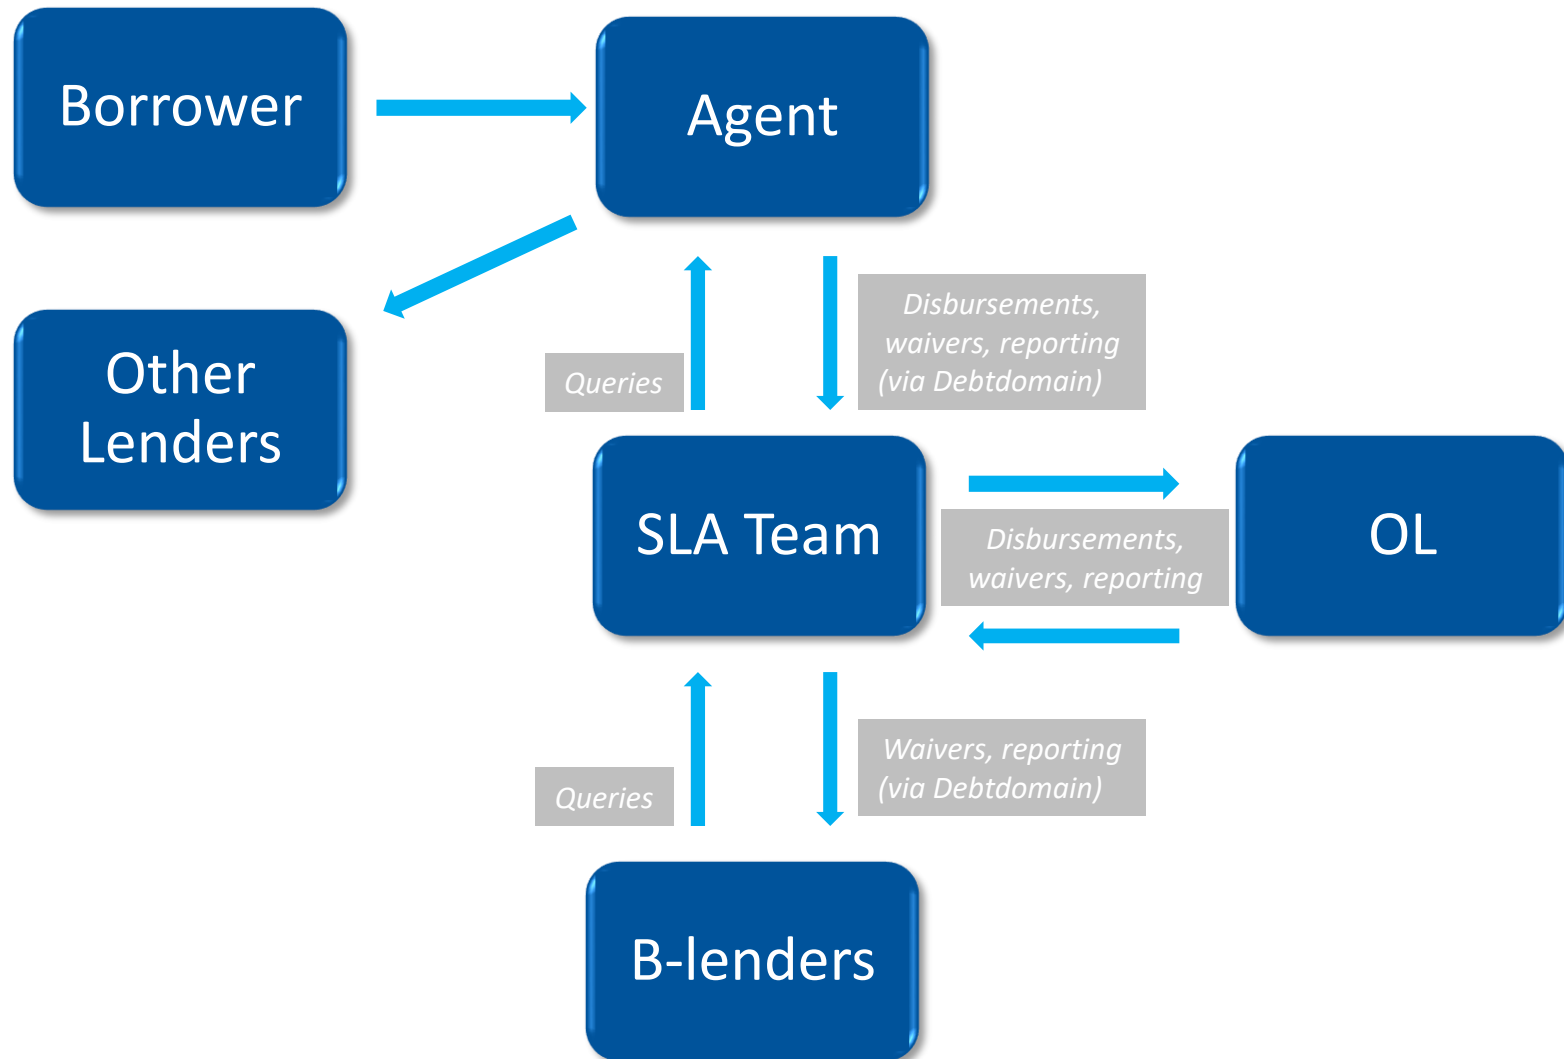 Borrower
Agent
Other
Lenders
Queries
Disbursements,
waivers, reporting
(via Debtdomain)
SLA Team
Disbursements,
waivers, reporting
OL
Queries
Waivers, reporting
(via Debtdomain)
B-lenders